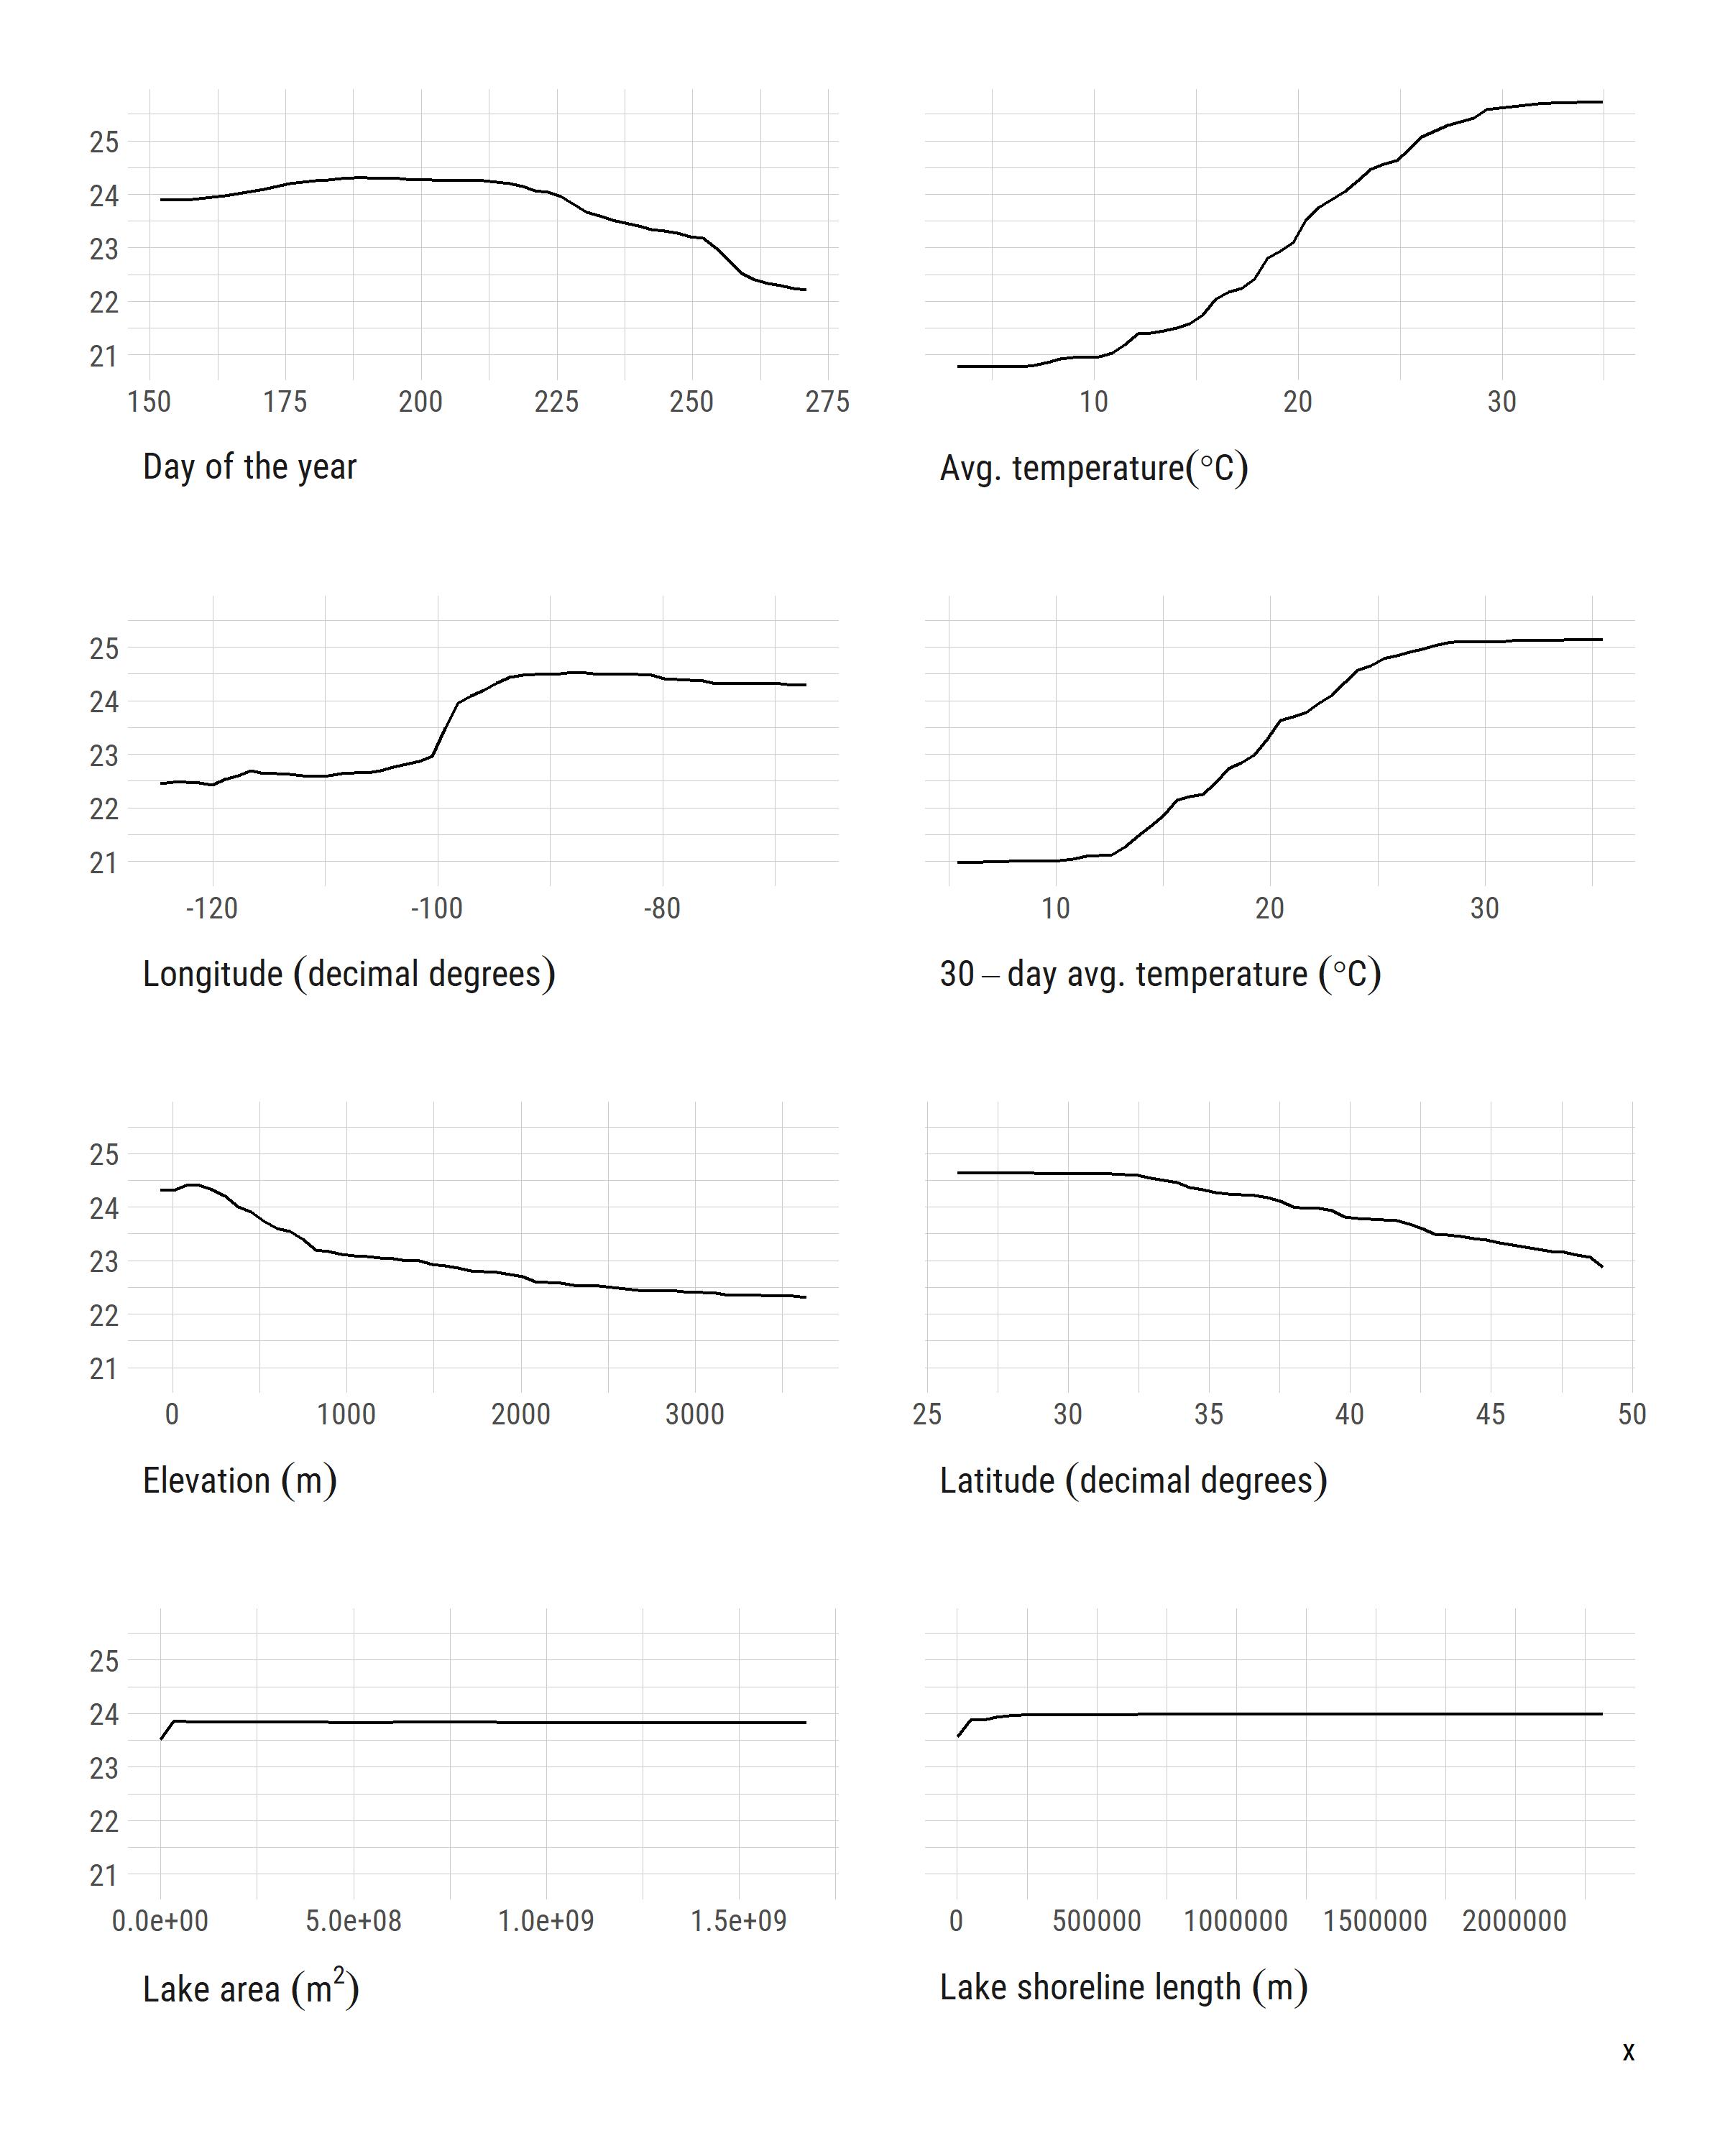 25
24
23
22
21
150 175 200 225 250 275
10 20 30
Day of the year
Avg. temperature(°C)
25
24
23
22
21
-120 -100 -80
10 20 30
Longitude (decimal degrees)
30 – day avg. temperature (°C)
25
24
23
22
21
0 1000 2000 3000
25 30 35 40 45 50
Elevation (m)
Latitude (decimal degrees)
25
24
23
22
21
0.0e+00 5.0e+08 1.0e+09 1.5e+09
0 500000 1000000 1500000 2000000
Lake area (m²)
Lake shoreline length (m)
x